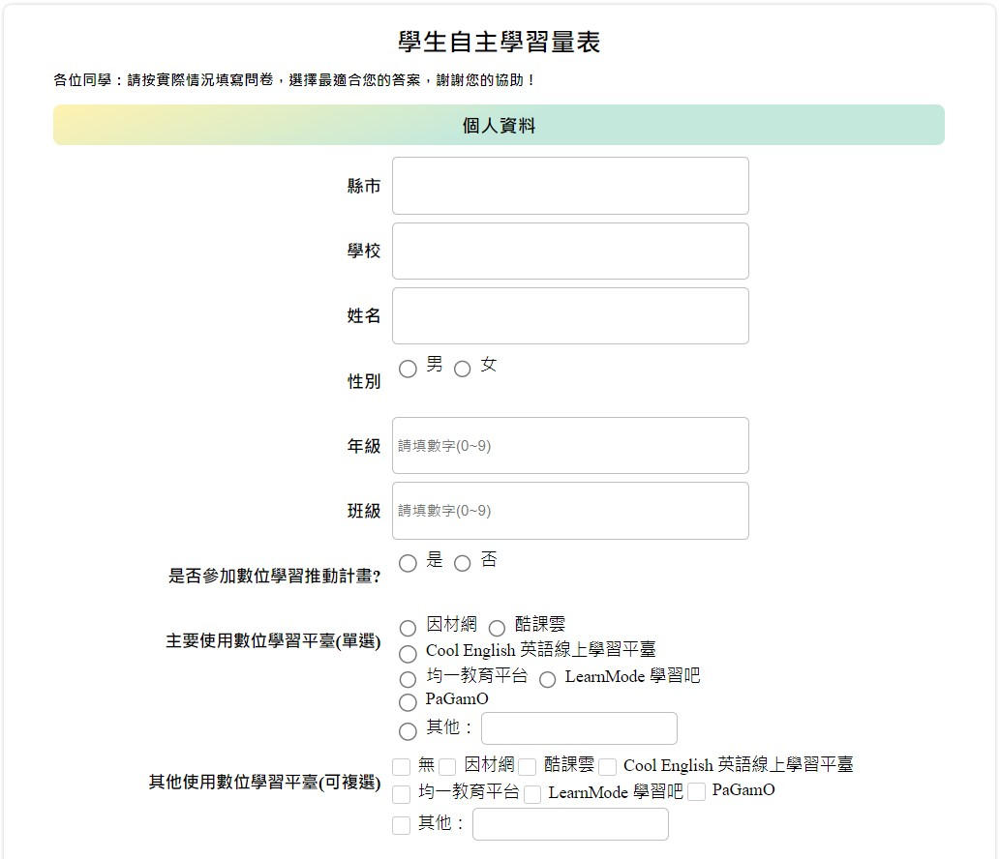 學生自主學習量表
各位同學：請按實際情況填寫問卷，選擇最適合您的答案，謝謝您的協助！
個人資料
縣市
學校
姓名
性別 男 女
年級 請填數字(0~9)
班級 請填數字(0~9)
是否參加數位學習推動計畫? 是 否
主要使用數位學習平臺(單選) 因材網 酷課雲
Cool English 英語線上學習平臺
均一教育平台 LearnMode 學習吧
PaGamO
其他：
其他使用數位學習平臺(可複選) 無 因材網 酷課雲 Cool English 英語線上學習平臺
均一教育平台 LearnMode 學習吧 PaGamO
其他：